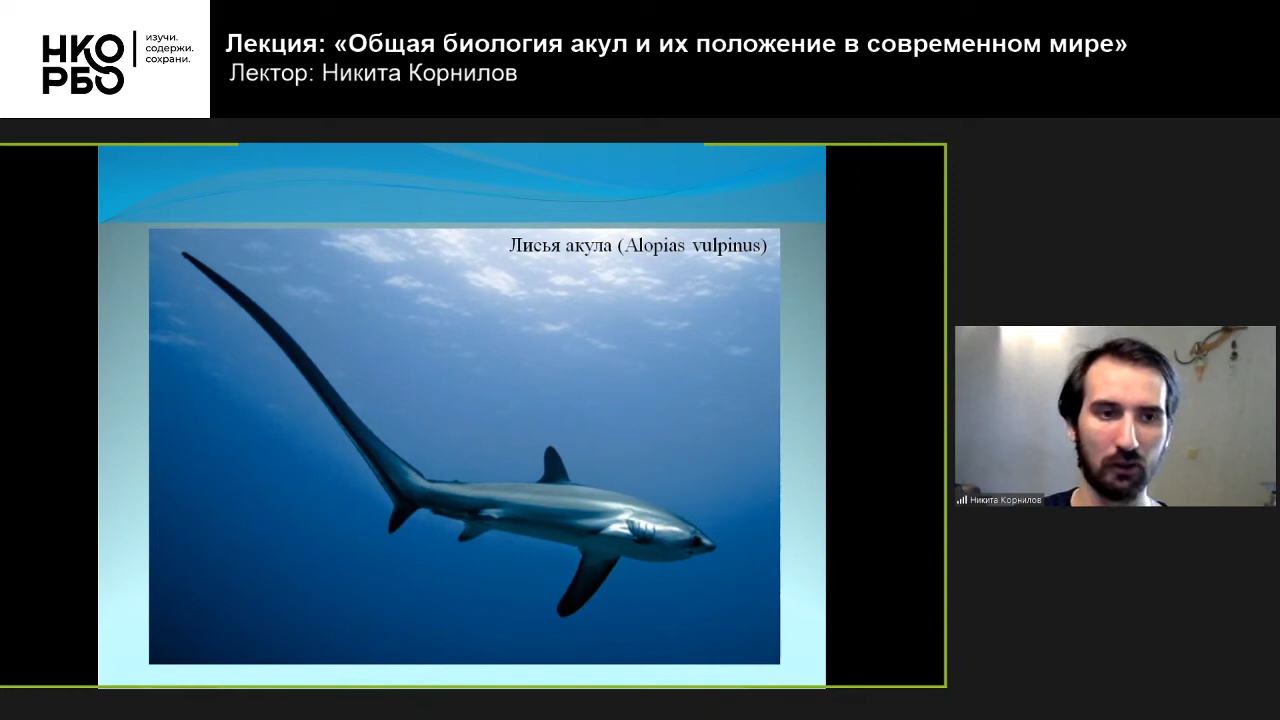 НКО
РБО
изучи.
содержи.
сохрани.
Лекция: «Общая биология акул и их положение в современном мире»
Лектор: Никита Корнилов
Лисья акула (Alopias vulpinus)
Никита Корнилов